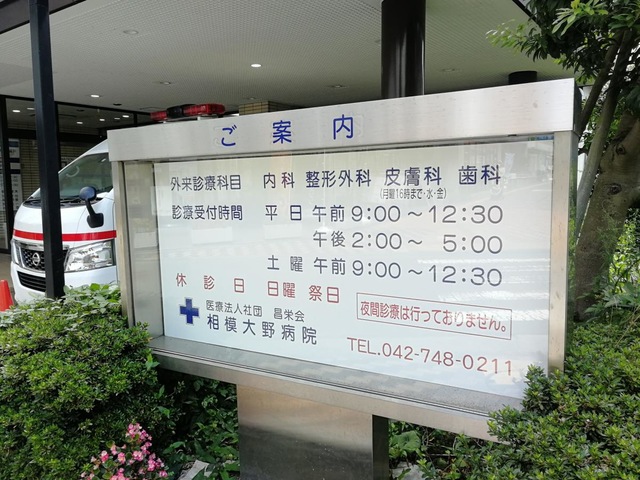 ご案内
外来診療科目 内科 整形外科 皮膚科 歯科
(月曜16時まで・水・金)
診療受付時間 平日 午前 9:00～12:30
午後 2:00～ 5:00
土曜 午前 9:00～12:30
休診日 日曜 祭日
医療法人社団 昌栄会
相模大野病院
夜間診療は行っておりません。
TEL.042-748-0211